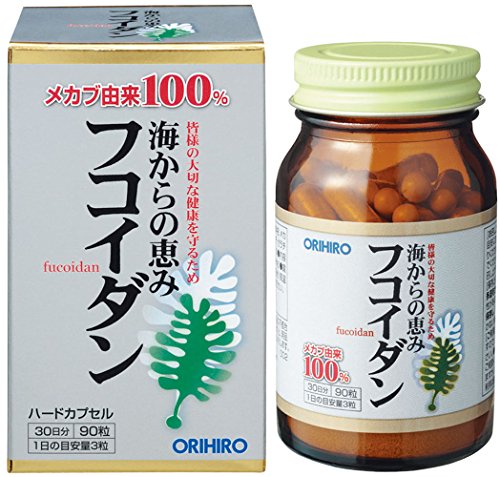 メカブ由来100%
皆様の大切な健康を守るため
海からの恵み
フコイダン
fucoidan
ハードカプセル
30日分 90粒
1日の目安量3粒
ORIHIRO
ORIHIRO
皆様の大切な健康を守るため
海からの恵み
フコイダン
fucoidan
メカブ由来
100%
30日分 90粒
1日の目安量3粒